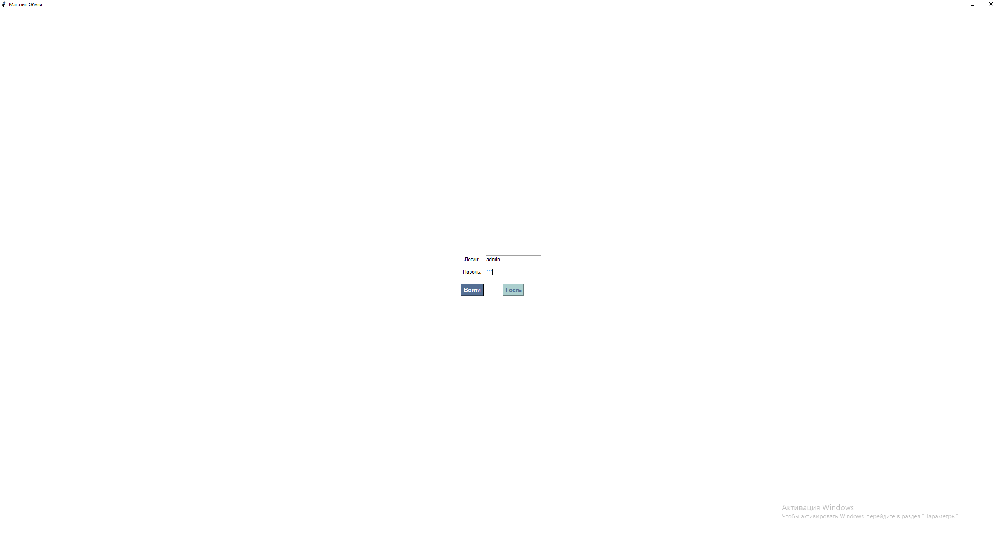 Магазин Обуви
Логин: admin
Пароль: ***
Войти Гость
Активация Windows
Чтобы активировать Windows, перейдите в раздел "Параметры".